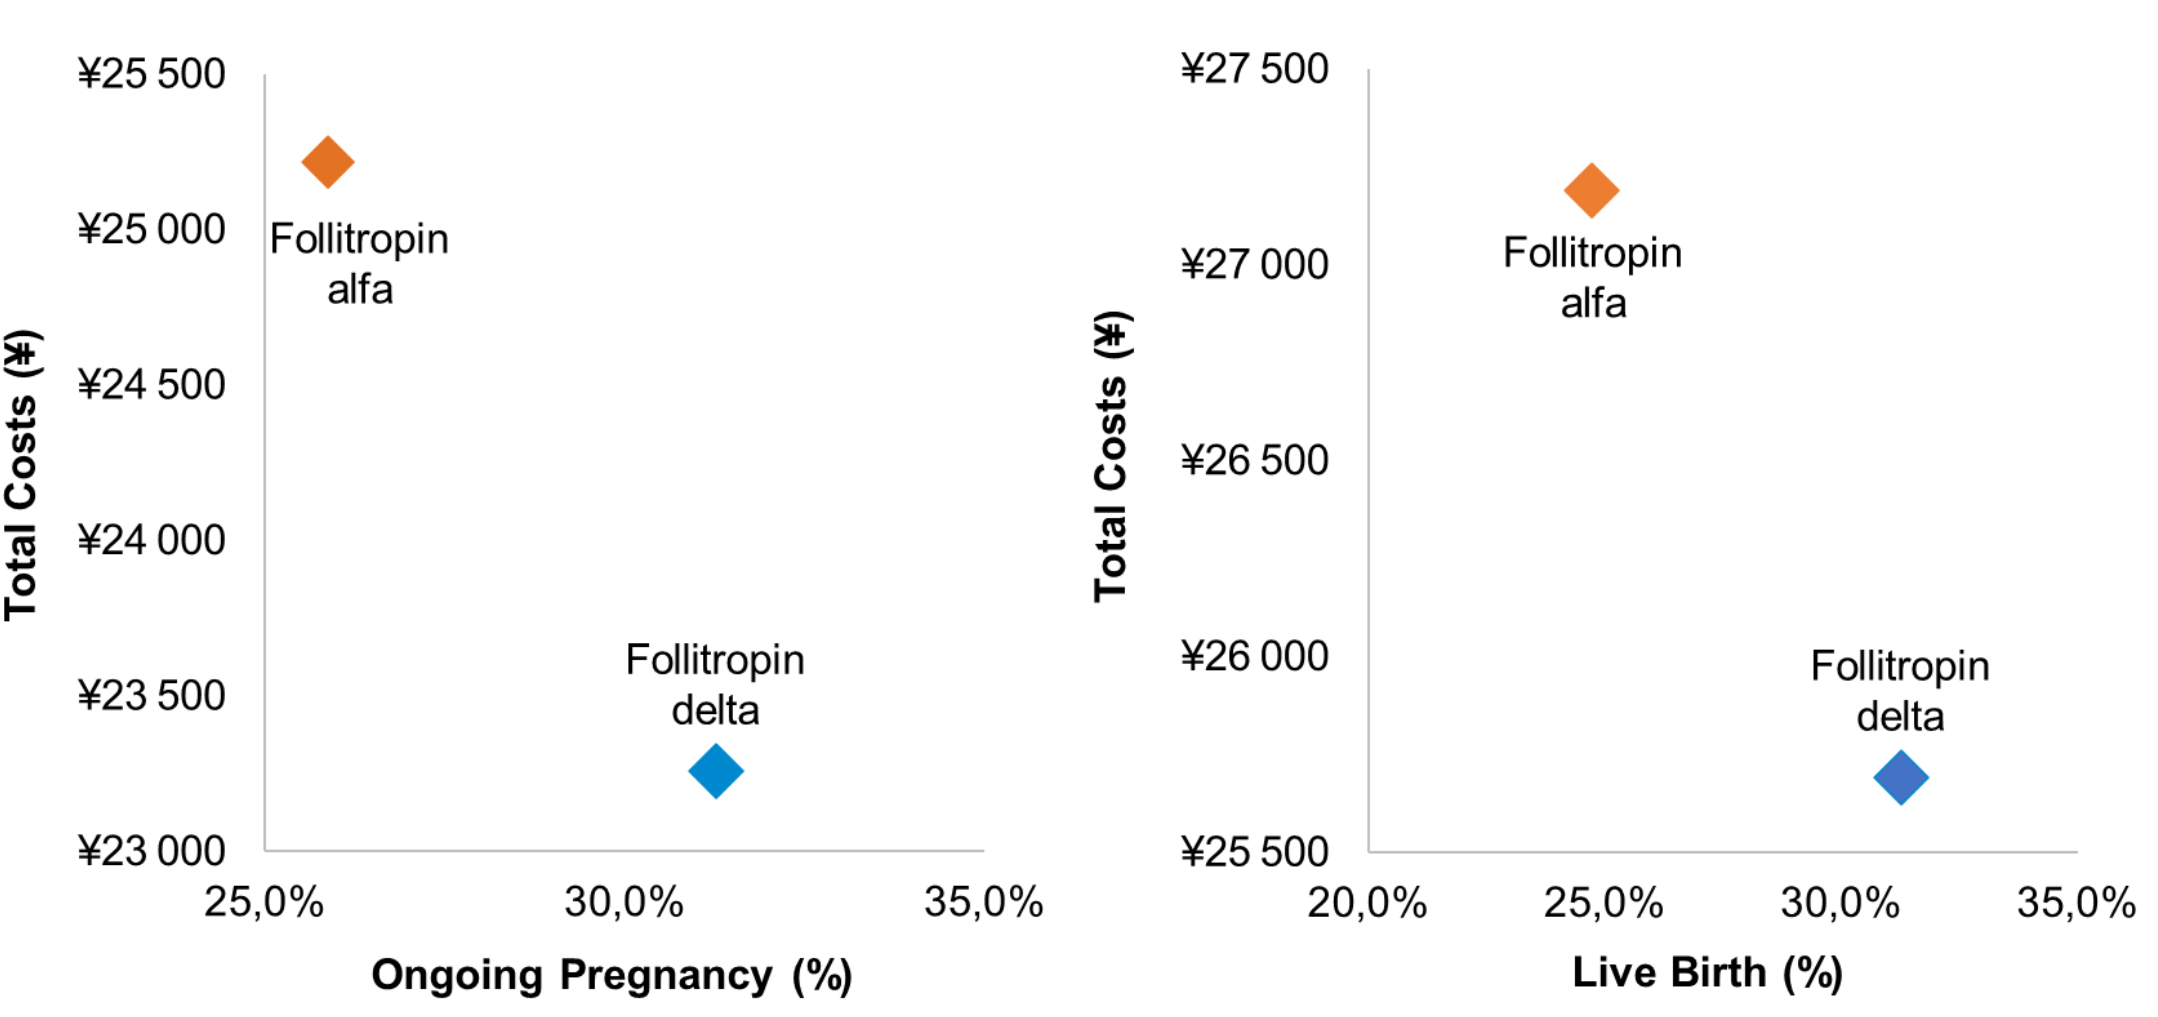 ¥25 500
¥25 000
¥24 500
¥24 000
¥23 500
¥23 000
Total Costs (¥)
Follitropin
alfa
Follitropin
delta
25,0%
30,0%
35,0%
Ongoing Pregnancy (%)
¥27 500
¥27 000
¥26 500
¥26 000
¥25 500
Total Costs (¥)
Follitropin
alfa
Follitropin
delta
20,0%
25,0%
30,0%
35,0%
Live Birth (%)